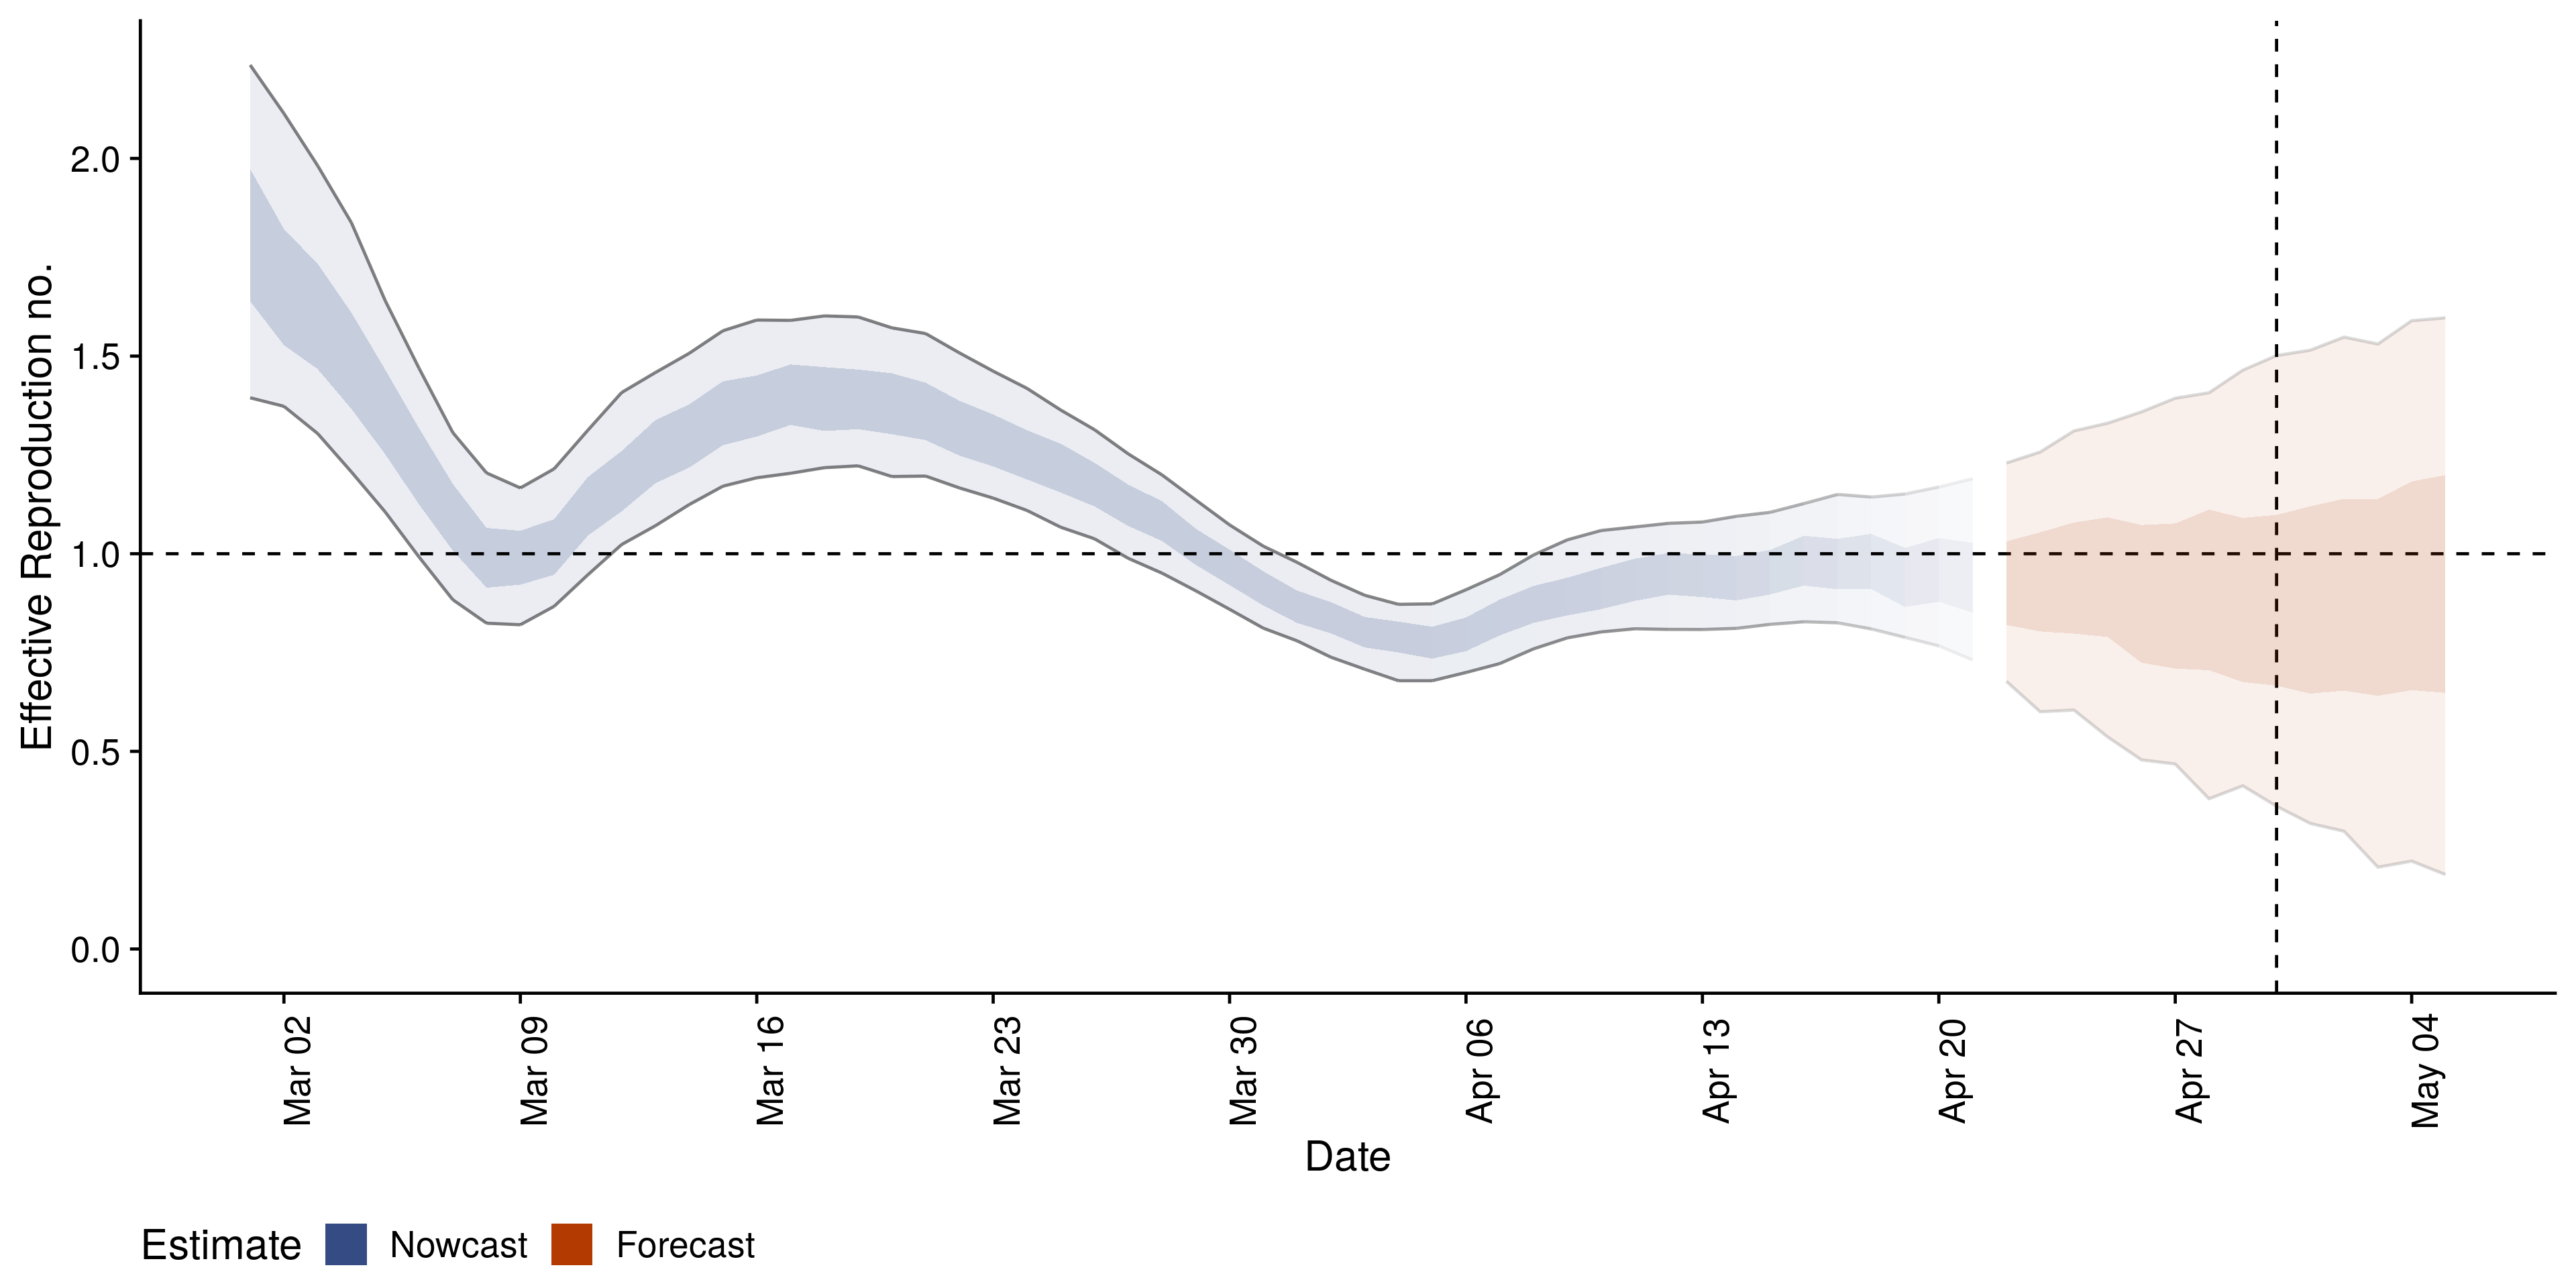 Effective Reproduction no.
2.0
1.5
1.0
0.5
0.0
Mar 02
Mar 09
Mar 16
Mar 23
Mar 30
Apr 06
Apr 13
Apr 20
Apr 27
May 04
Date
Estimate Nowcast Forecast